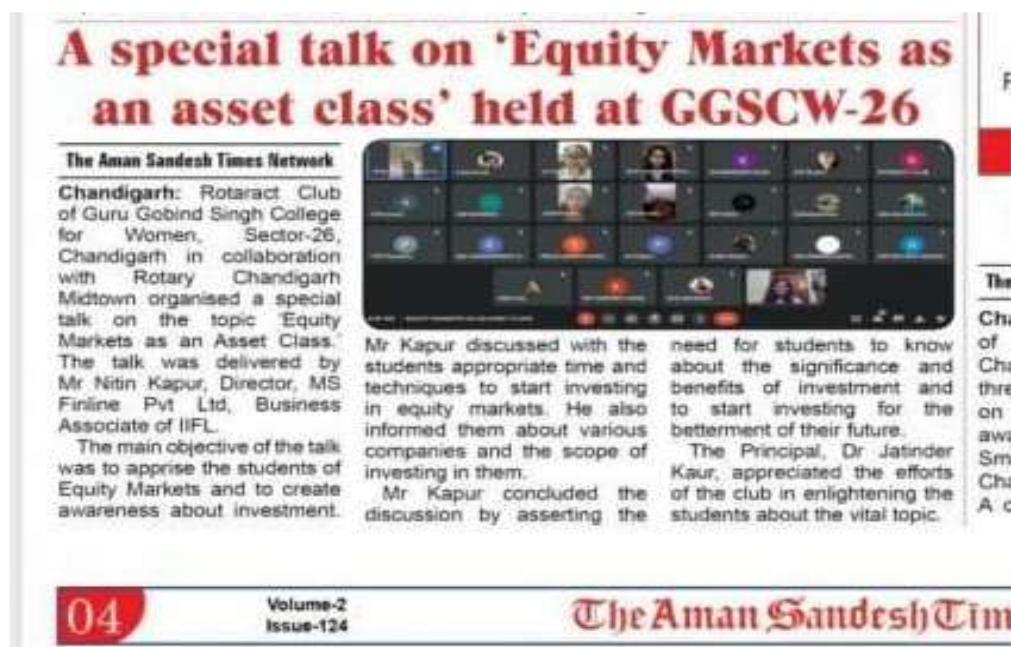 A special talk on ‘Equity Markets as
an asset class’ held at GGSCW-26
The Aman Sandesh Times Network
Chandigarh: Rotaract Club
of Guru Gobind Singh College
for Women, Sector-26,
Chandigarh in collaboration
with Rotary Chandigarh
Midtown organised a special
talk on the topic ‘Equity
Markets as an Asset Class.’
The talk was delivered by
Mr Nitin Kapur, Director, MS
Finline Pvt Ltd, Business
Associate of IIFL.
The main objective of the talk
was to apprise the students of
Equity Markets and to create
awareness about investment.
Mr Kapur discussed with the
students appropriate time and
techniques to start investing
in equity markets. He also
informed them about various
companies and the scope of
investing in them.
Mr Kapur concluded the
discussion by asserting the
need for students to know
about the significance and
benefits of investment and
to start investing for the
betterment of their future.
The Principal, Dr Jatinder
Kaur, appreciated the efforts
of the club in enlightening the
students about the vital topic.
The
Cha
of
Cha
thre
on
awa
Sm
Cha
A c
04
Volume-2
Issue-124
The Aman Sandesh Tim